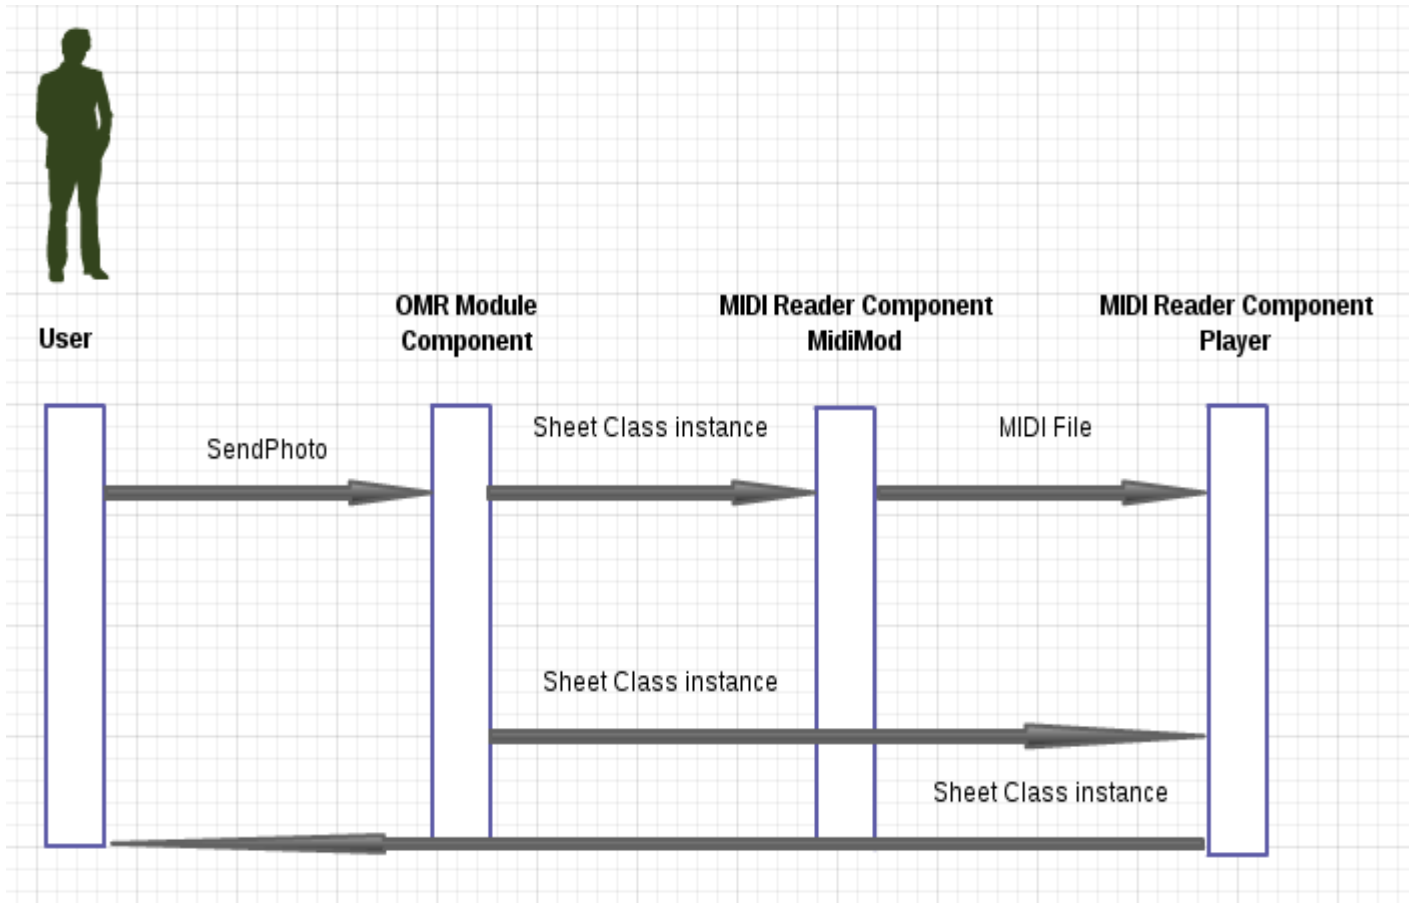 OMR Module
Component
MIDI Reader Component
MidiMod
MIDI Reader Component
Player
User
SendPhoto
Sheet Class instance
MIDI File
Sheet Class instance
Sheet Class instance